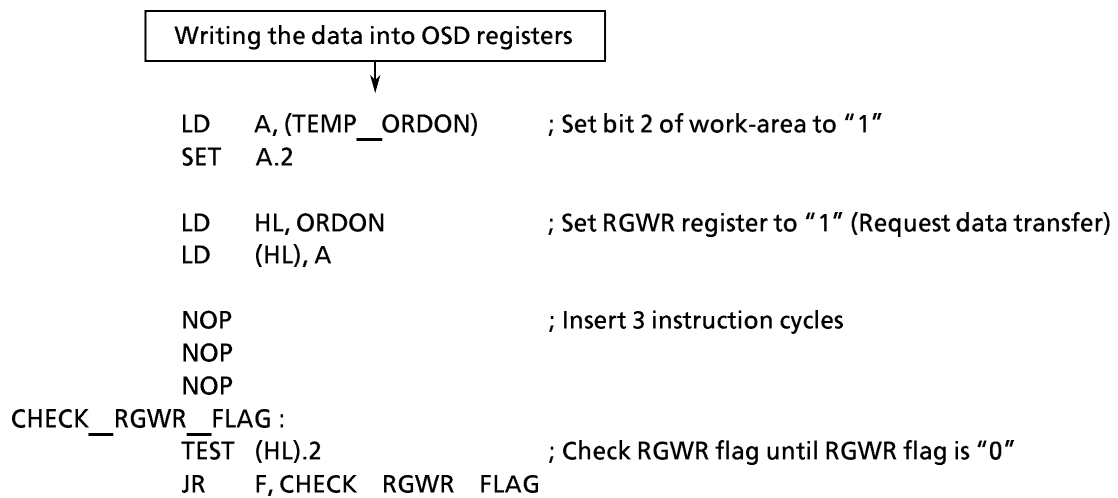 Writing the data into OSD registers
LD A, (TEMP__ORDON) ; Set bit 2 of work-area to “1”
SET A.2
LD HL, ORDON ; Set RGWR register to “1” (Request data transfer)
LD (HL), A
NOP ; Insert 3 instruction cycles
NOP
NOP
CHECK__RGWR__FLAG :
TEST (HL).2 ; Check RGWR flag until RGWR flag is “0”
JR F, CHECK RGWR FLAG